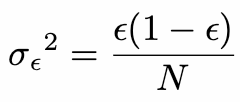 σ_ϵ² = ϵ(1 − ϵ) / N